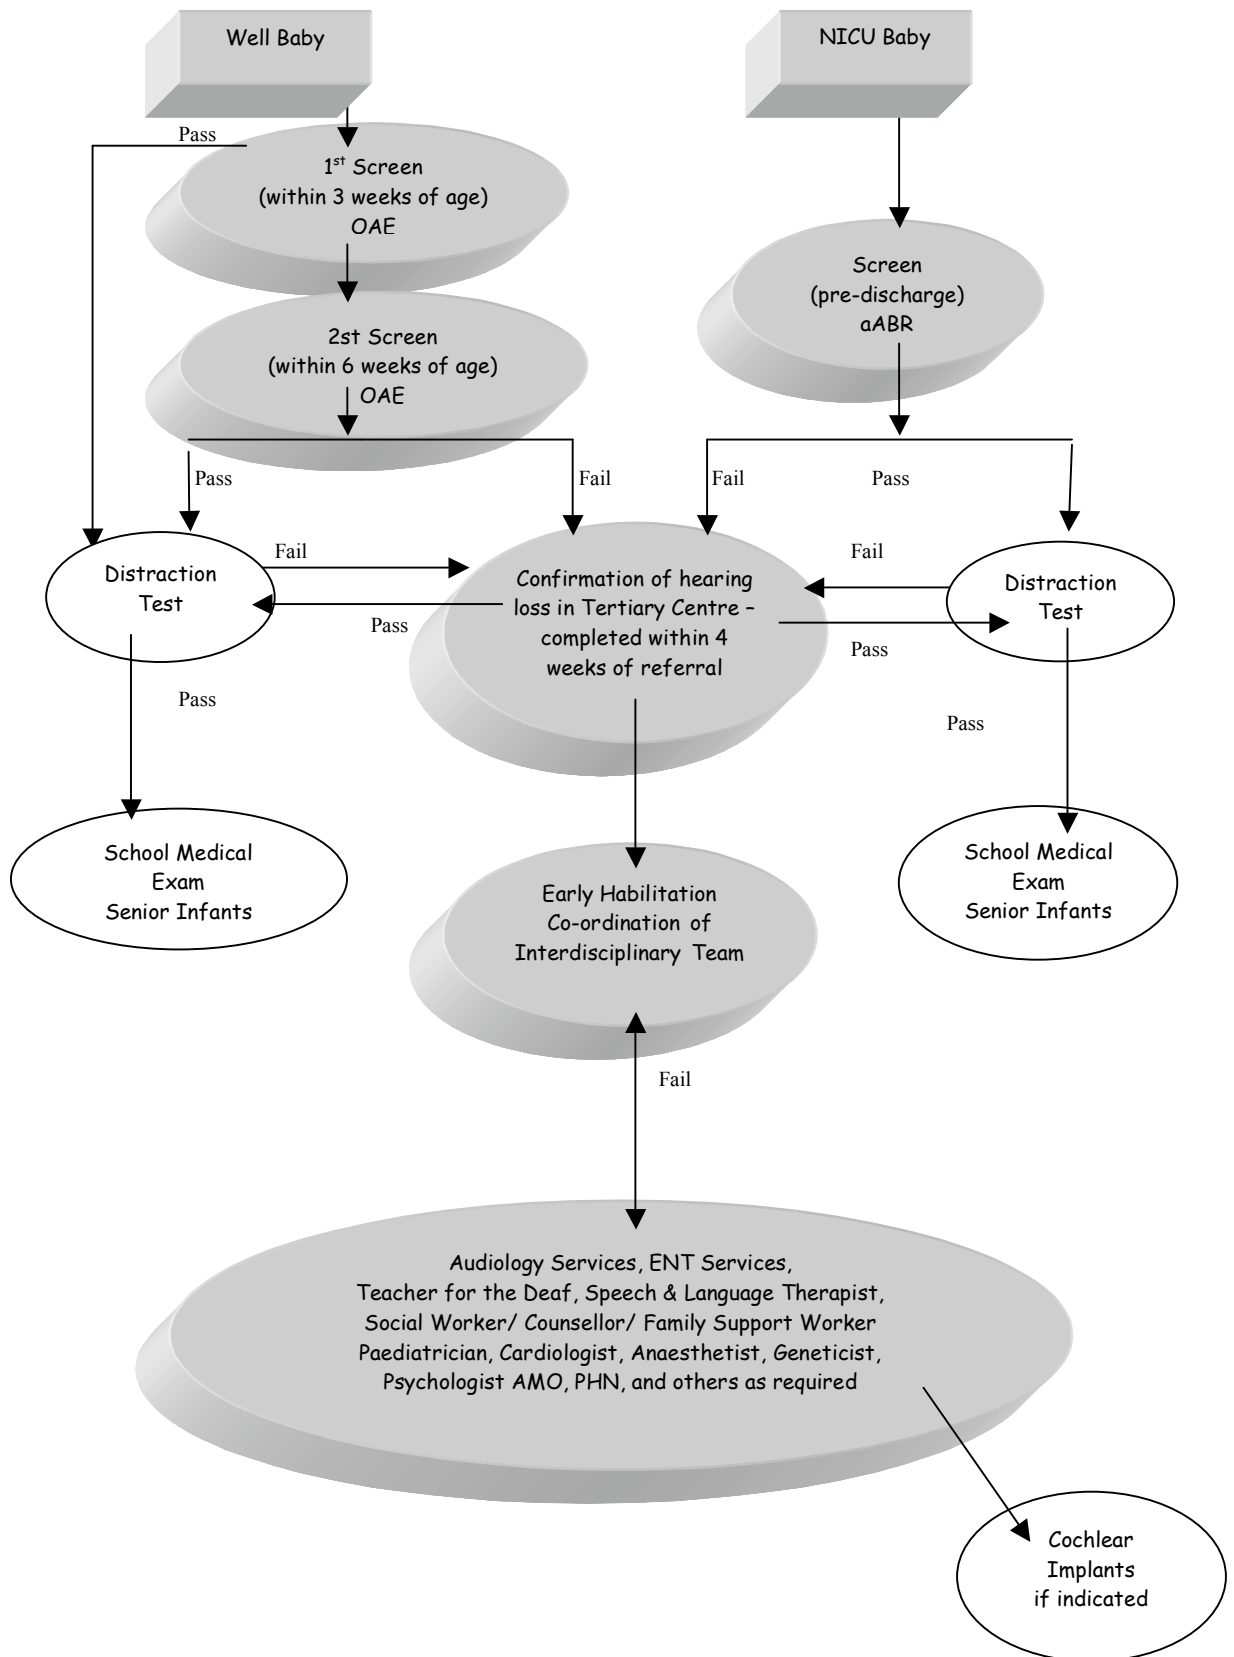 Well Baby
NICU Baby
Pass
1st Screen
(within 3 weeks of age)
OAE
Screen
(pre-discharge)
aABR
2st Screen
(within 6 weeks of age)
OAE
Pass
Fail
Fail
Pass
Distraction
Test
Fail
Pass
Confirmation of hearing
loss in Tertiary Centre –
completed within 4
weeks of referral
Fail
Pass
Distraction
Test
Pass
Pass
School Medical
Exam
Senior Infants
School Medical
Exam
Senior Infants
Early Habilitation
Co-ordination of
Interdisciplinary Team
Fail
Audiology Services, ENT Services,
Teacher for the Deaf, Speech & Language Therapist,
Social Worker/ Counsellor/ Family Support Worker
Paediatrician, Cardiologist, Anaesthetist, Geneticist,
Psychologist AMO, PHN, and others as required
Cochlear
Implants
if indicated